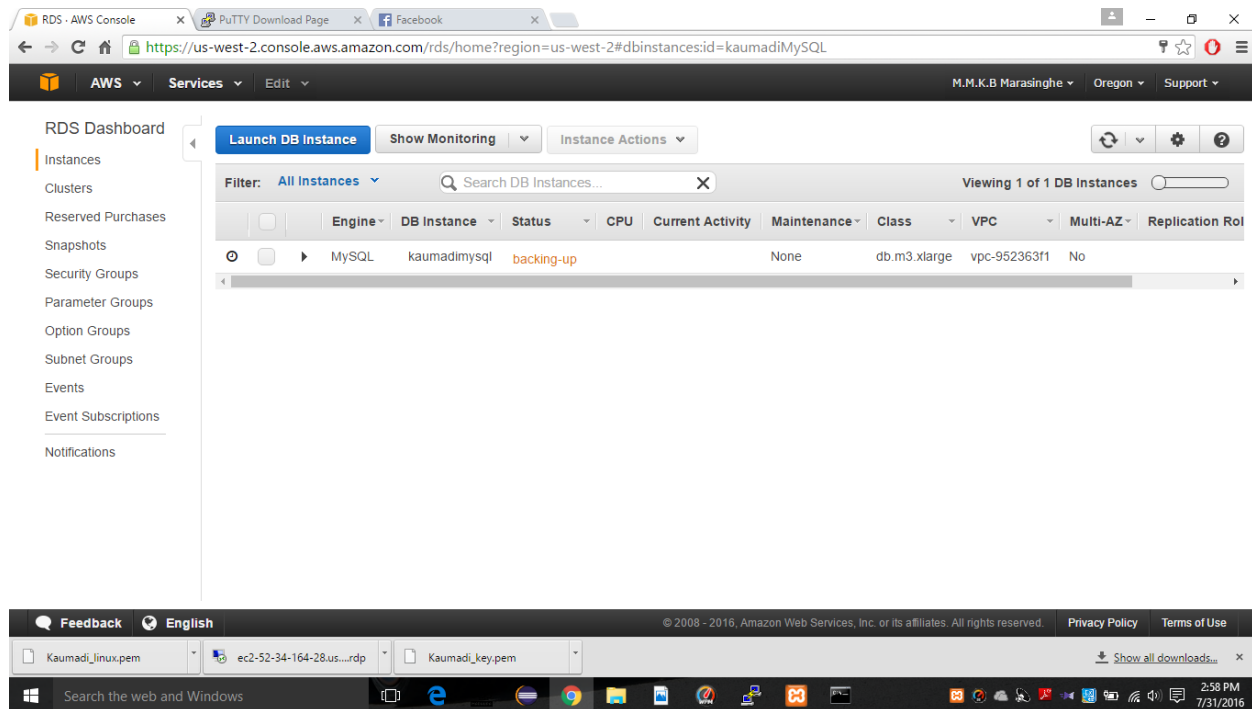 RDS · AWS Console
PuTTY Download Page
Facebook
https://us-west-2.console.aws.amazon.com/rds/home?region=us-west-2#dbinstances:id=kaumadiMySQL
AWS Services Edit M.M.K.B Marasinghe Oregon Support
RDS Dashboard
Instances
Clusters
Reserved Purchases
Snapshots
Security Groups
Parameter Groups
Option Groups
Subnet Groups
Events
Event Subscriptions
Notifications
Launch DB Instance Show Monitoring Instance Actions
Filter: All Instances Search DB Instances... X Viewing 1 of 1 DB Instances
Engine DB Instance Status CPU Current Activity Maintenance Class VPC Multi-AZ Replication Rol
MySQL kaumadimysql backing-up None db.m3.xlarge vpc-952363f1 No
Feedback English © 2008 - 2016, Amazon Web Services, Inc. or its affiliates. All rights reserved. Privacy Policy Terms of Use
Kaumadi_linux.pem ec2-52-34-164-28.us....rdp Kaumadi_key.pem Show all downloads...
Search the web and Windows 2:58 PM
7/31/2016